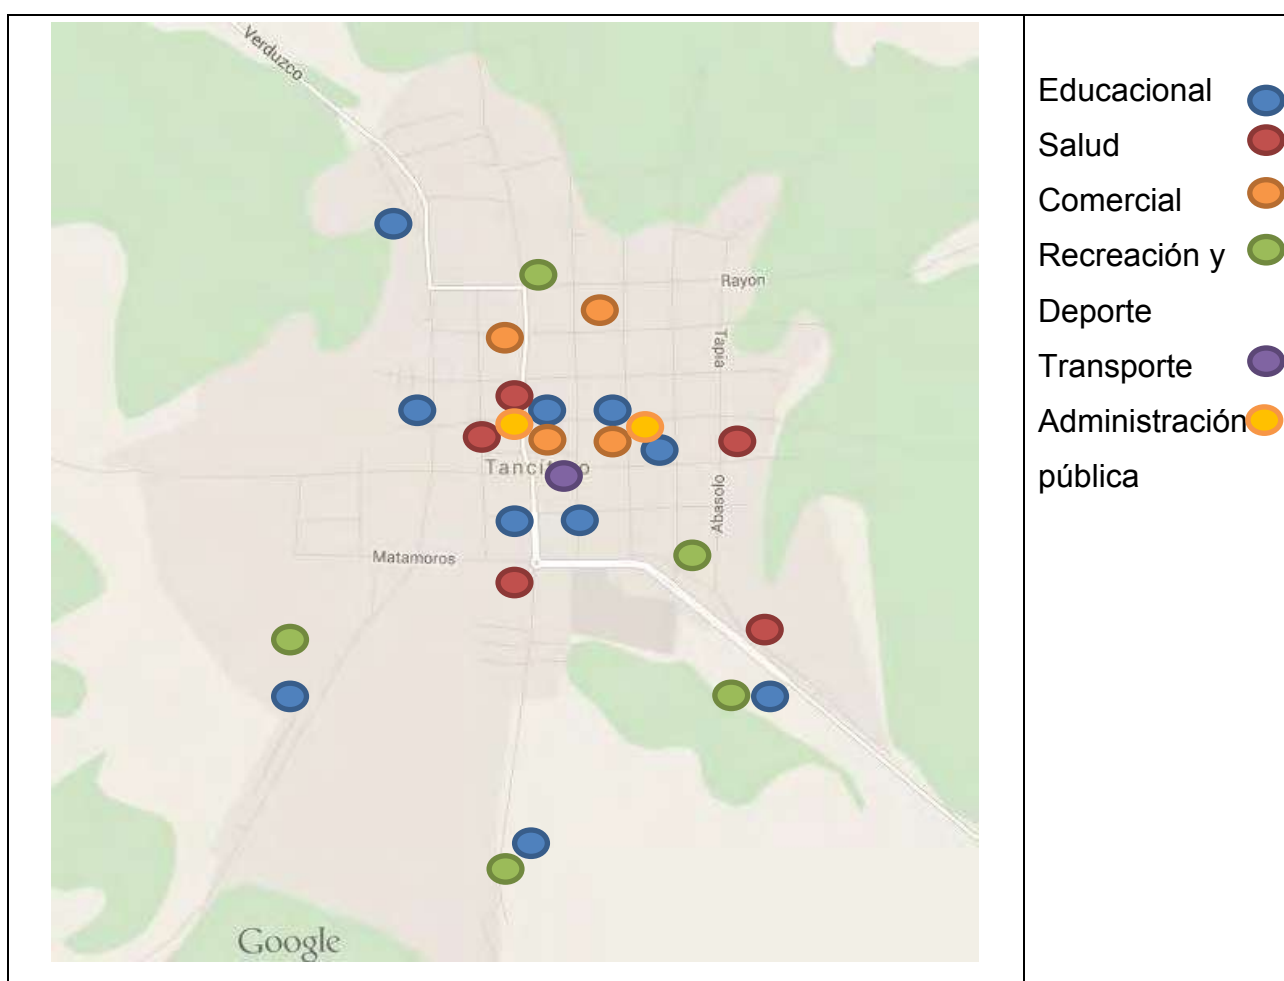 Verduzco
Rayon
Tapia
Abasolo
Matamoros
Google
Educacional
Salud
Comercial
Recreación y
Deporte
Transporte
Administración
pública